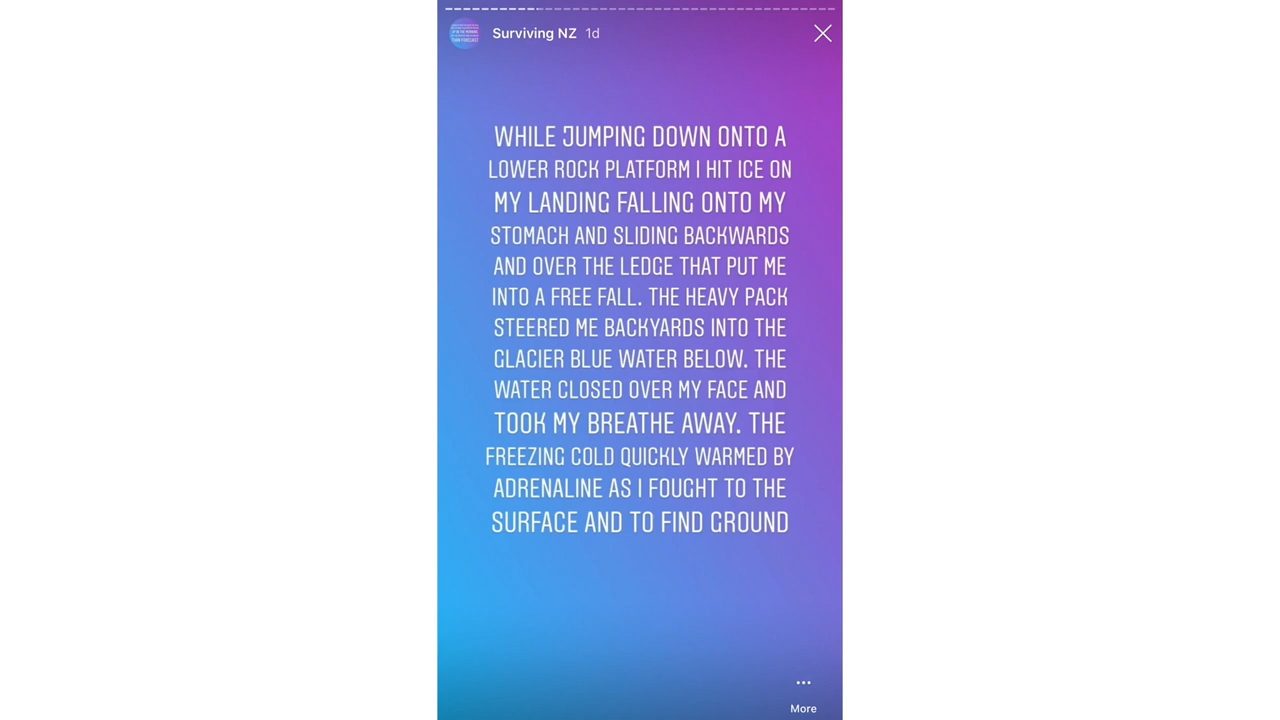 Surviving NZ 1d
WHILE JUMPING DOWN ONTO A
LOWER ROCK PLATFORM I HIT ICE ON
MY LANDING FALLING ONTO MY
STOMACH AND SLIDING BACKWARDS
AND OVER THE LEDGE THAT PUT ME
INTO A FREE FALL. THE HEAVY PACK
STEERED ME BACKYARDS INTO THE
GLACIER BLUE WATER BELOW. THE
WATER CLOSED OVER MY FACE AND
TOOK MY BREATHE AWAY. THE
FREEZING COLD QUICKLY WARMED BY
ADRENALINE AS I FOUGHT TO THE
SURFACE AND TO FIND GROUND
More